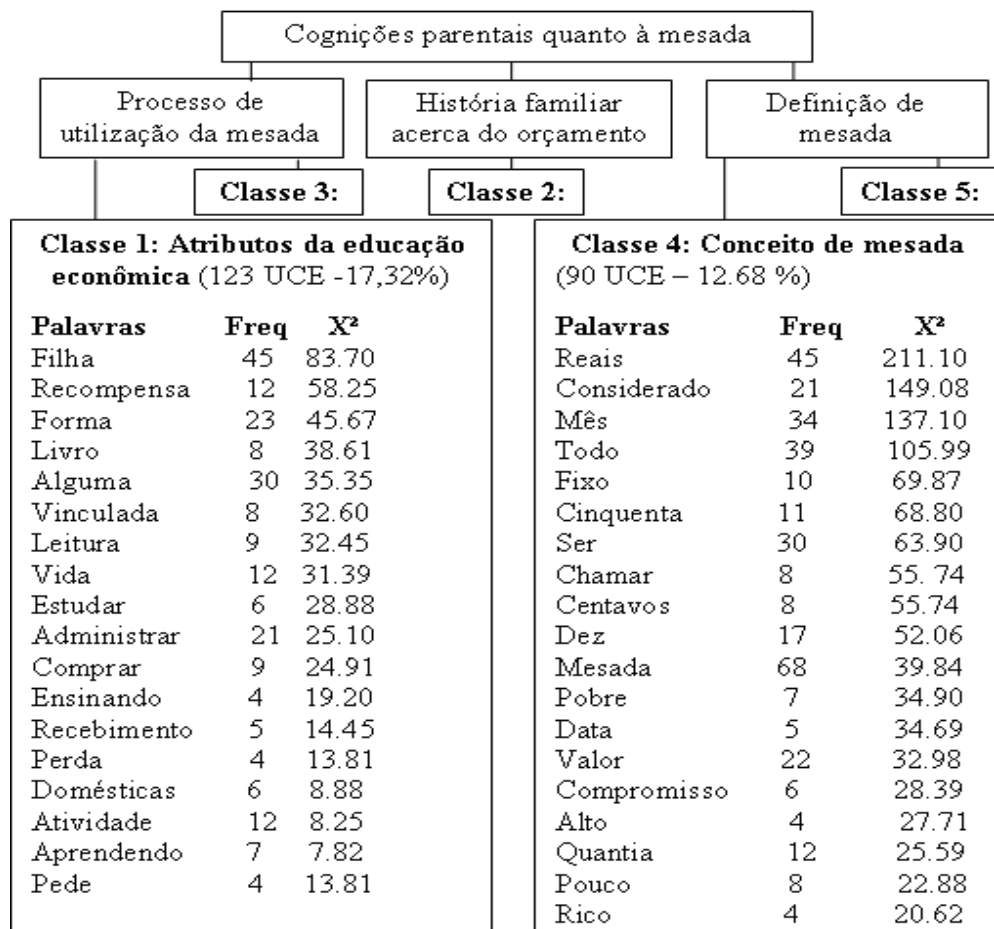 Cognições parentais quanto à mesada
Processo de
utilização da mesada
História familiar
acerca do orçamento
Definição de
mesada
Classe 3:
Classe 2:
Classe 5:
Classe 1: Atributos da educação
econômica (123 UCE -17,32%)
Palavras Freq X²
Filha 45 83.70
Recompensa 12 58.25
Forma 23 45.67
Livro 8 38.61
Alguma 30 35.35
Vinculada 8 32.60
Leitura 9 32.45
Vida 12 31.39
Estudar 6 28.88
Administrar 21 25.10
Comprar 9 24.91
Ensinando 4 19.20
Recebimento 5 14.45
Perda 4 13.81
Domésticas 6 8.88
Atividade 12 8.25
Aprendendo 7 7.82
Pede 4 13.81
Classe 4: Conceito de mesada
(90 UCE – 12.68 %)
Palavras Freq X²
Reais 45 211.10
Considerado 21 149.08
Mês 34 137.10
Todo 39 105.99
Fixo 10 69.87
Cinquenta 11 68.80
Ser 30 63.90
Chamar 8 55. 74
Centavos 8 55.74
Dez 17 52.06
Mesada 68 39.84
Pobre 7 34.90
Data 5 34.69
Valor 22 32.98
Compromisso 6 28.39
Alto 4 27.71
Quantia 12 25.59
Pouco 8 22.88
Rico 4 20.62